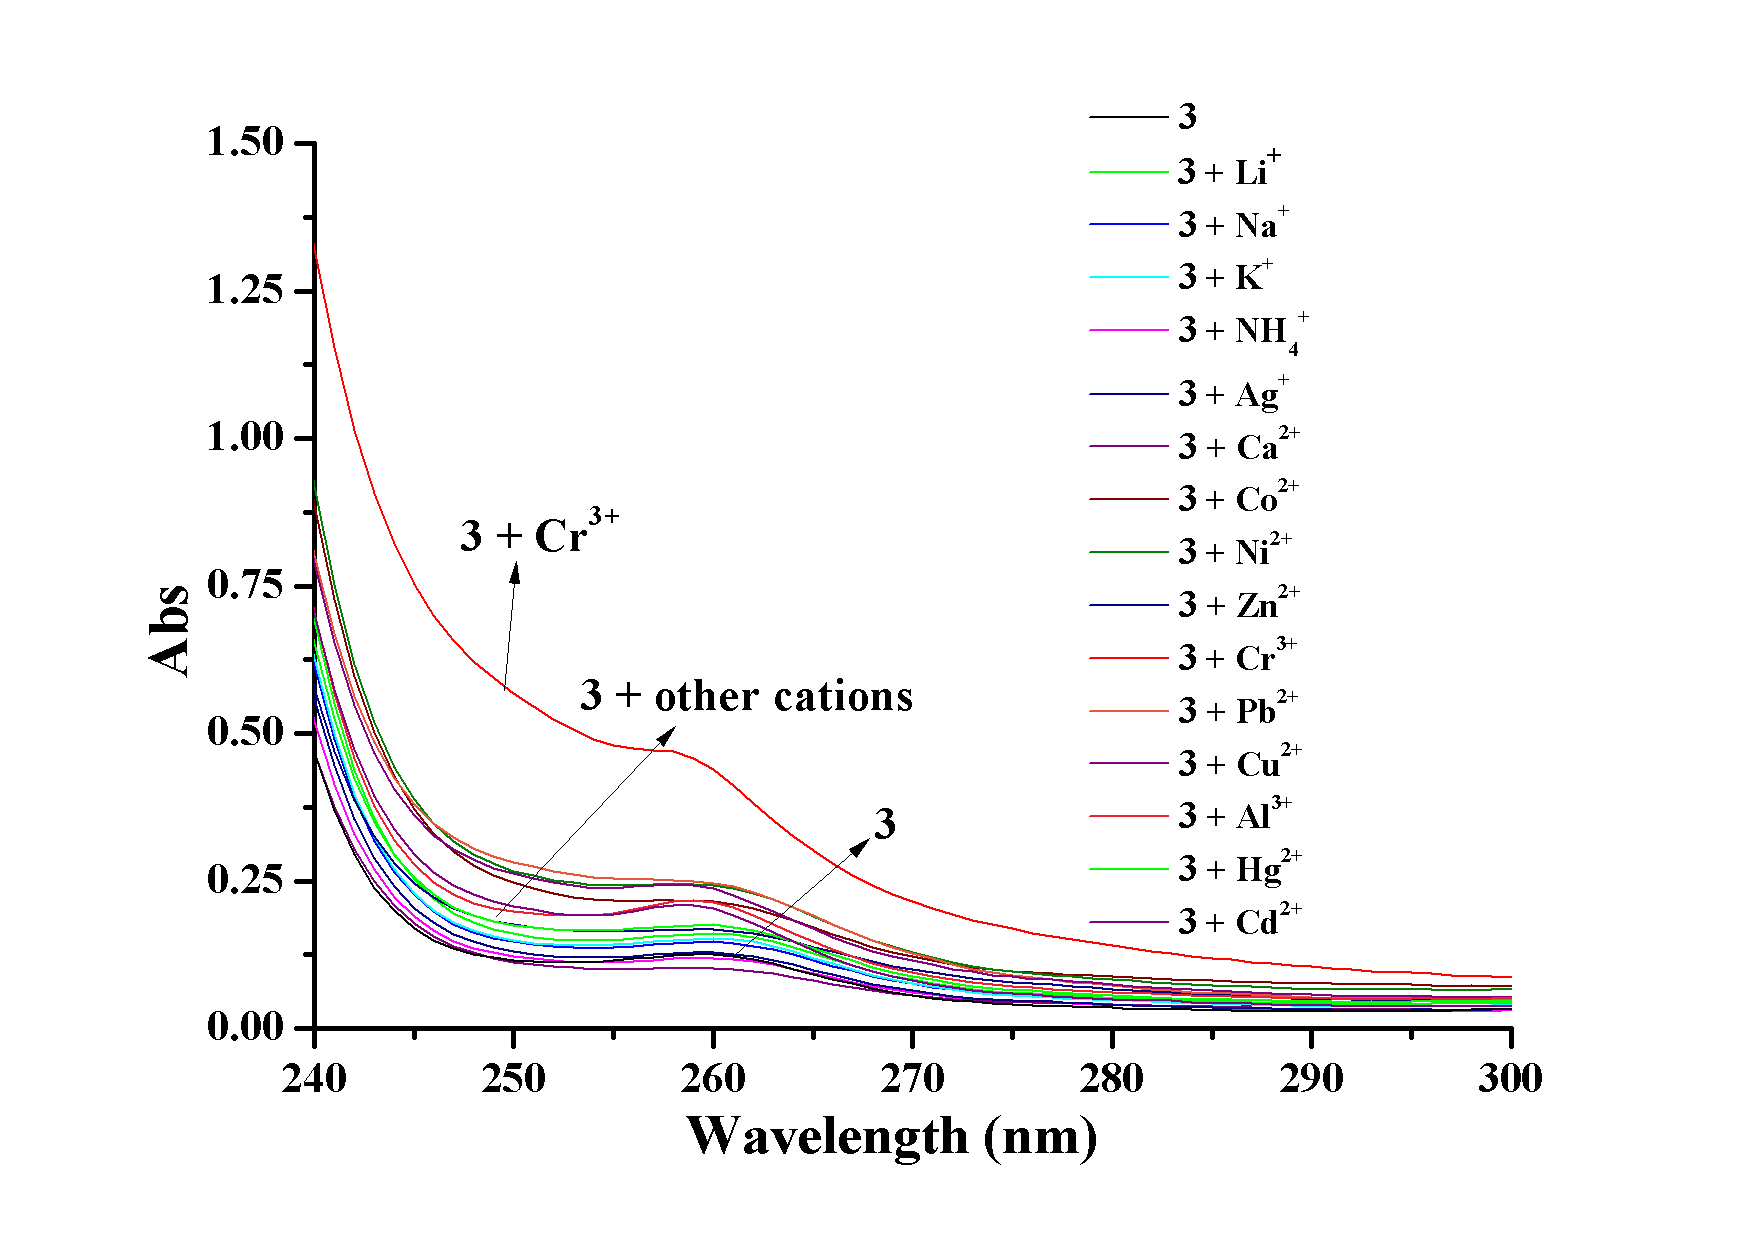 1.50
1.25
1.00
0.75
0.50
0.25
0.00
Abs
240 250 260 270 280 290 300
Wavelength (nm)
3 + Cr³⁺
3 + other cations
3
3
3 + Li⁺
3 + Na⁺
3 + K⁺
3 + NH₄⁺
3 + Ag⁺
3 + Ca²⁺
3 + Co²⁺
3 + Ni²⁺
3 + Zn²⁺
3 + Cr³⁺
3 + Pb²⁺
3 + Cu²⁺
3 + Al³⁺
3 + Hg²⁺
3 + Cd²⁺